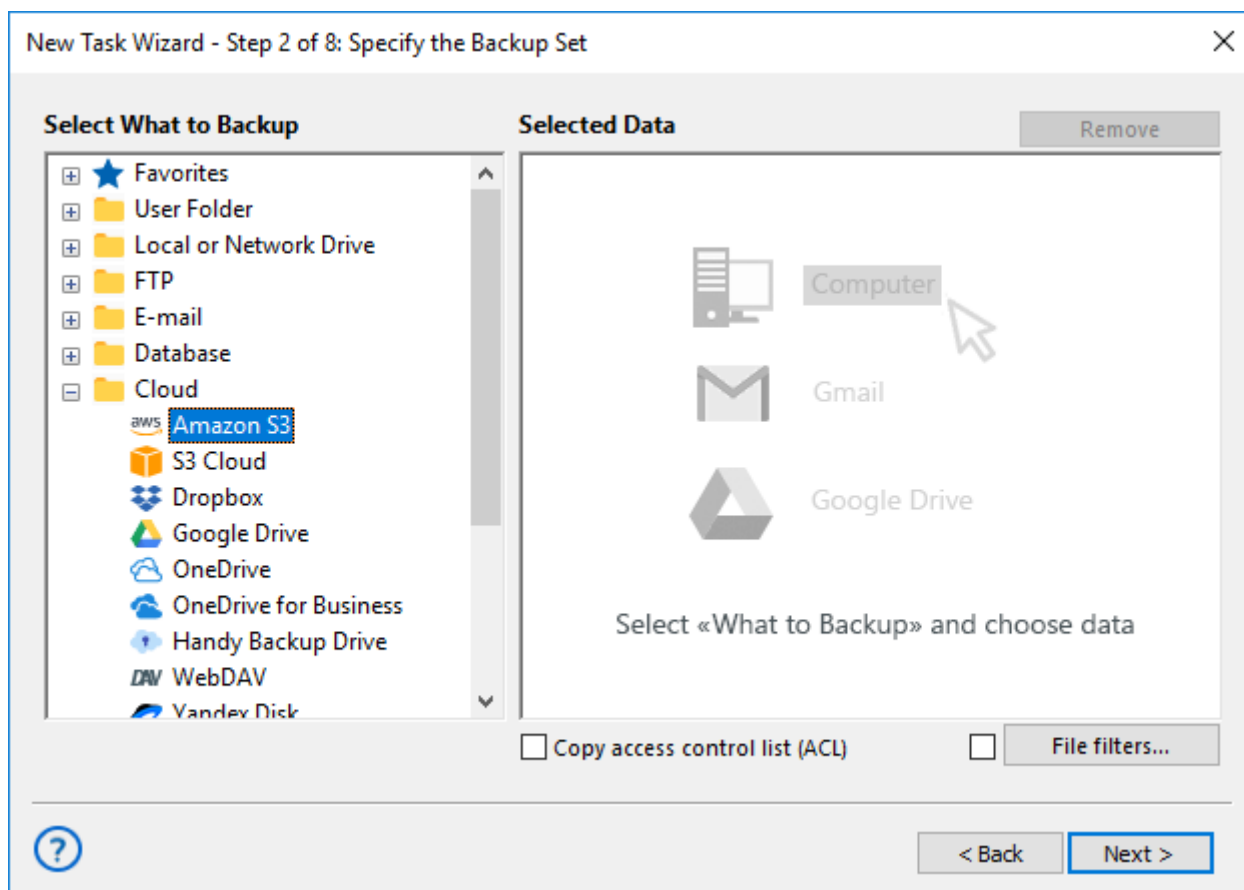 New Task Wizard - Step 2 of 8: Specify the Backup Set
Select What to Backup
Favorites
User Folder
Local or Network Drive
FTP
E-mail
Database
Cloud
aws Amazon S3
S3 Cloud
Dropbox
Google Drive
OneDrive
OneDrive for Business
Handy Backup Drive
DAV WebDAV
Yandex Disk
Selected Data
Remove
Computer
Gmail
Google Drive
Select «What to Backup» and choose data
Copy access control list (ACL)
File filters...
?
< Back
Next >